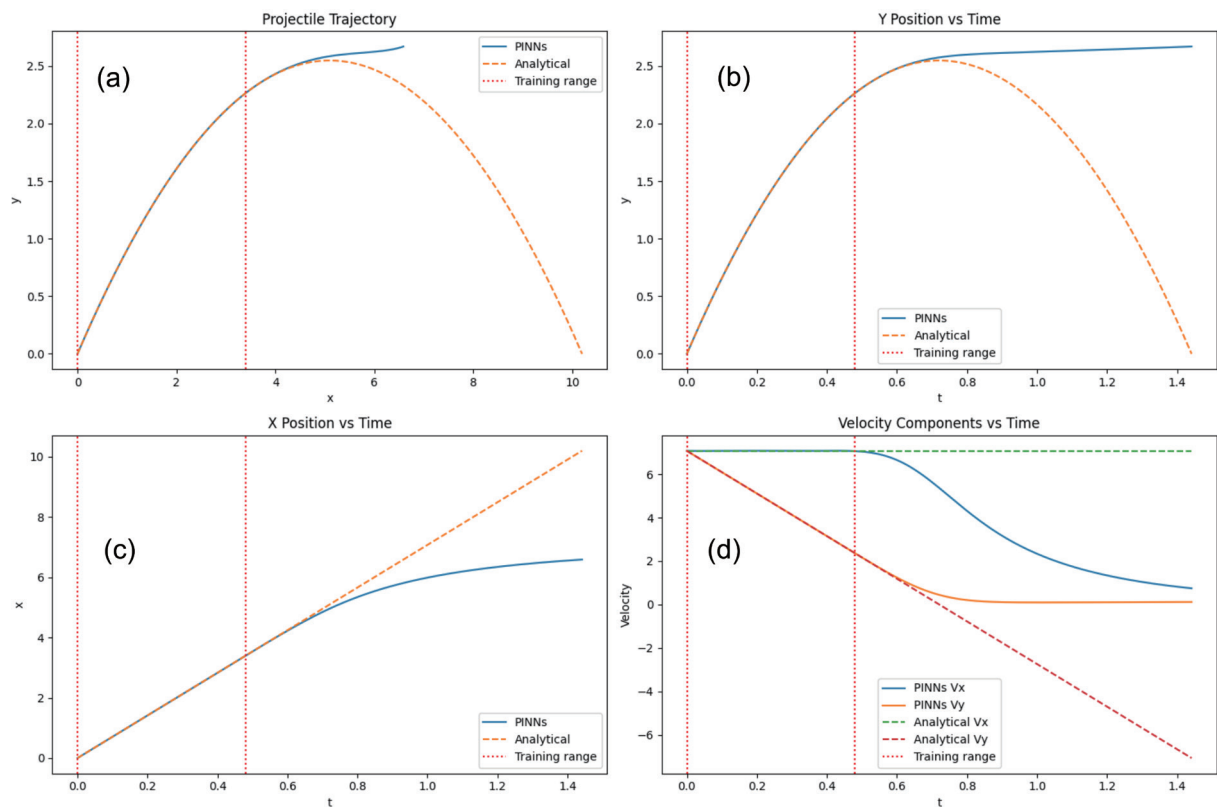 Projectile Trajectory
(a)
PINNs
Analytical
Training range
2.5
2.0
1.5
1.0
0.5
0.0
y
0 2 4 6 8 10
x
Y Position vs Time
(b)
PINNs
Analytical
Training range
2.5
2.0
1.5
1.0
0.5
0.0
y
0.0 0.2 0.4 0.6 0.8 1.0 1.2 1.4
t
X Position vs Time
(c)
PINNs
Analytical
Training range
10
8
6
4
2
0
x
0.0 0.2 0.4 0.6 0.8 1.0 1.2 1.4
t
Velocity Components vs Time
(d)
PINNs Vx
PINNs Vy
Analytical Vx
Analytical Vy
Training range
6
4
2
0
−2
−4
−6
Velocity
0.0 0.2 0.4 0.6 0.8 1.0 1.2 1.4
t